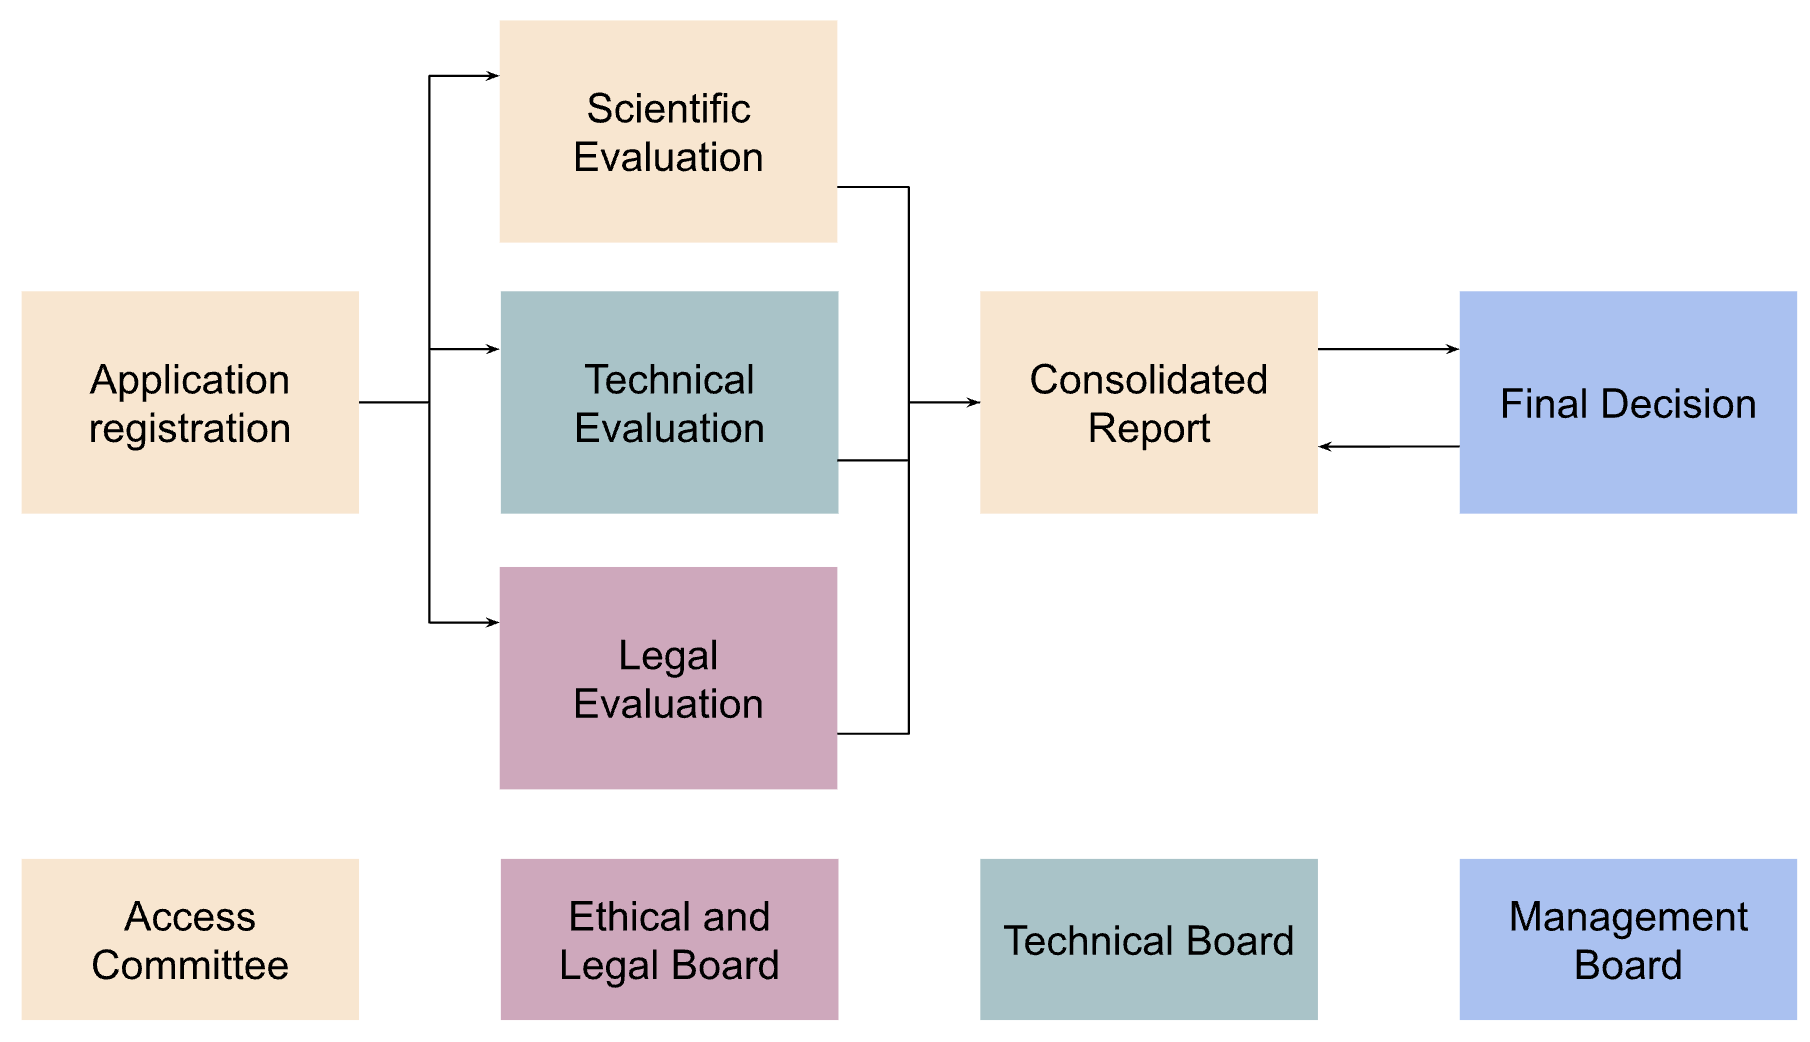 Scientific
Evaluation
Application
registration
Technical
Evaluation
Consolidated
Report
Final Decision
Legal
Evaluation
Access
Committee
Ethical and
Legal Board
Technical Board
Management
Board